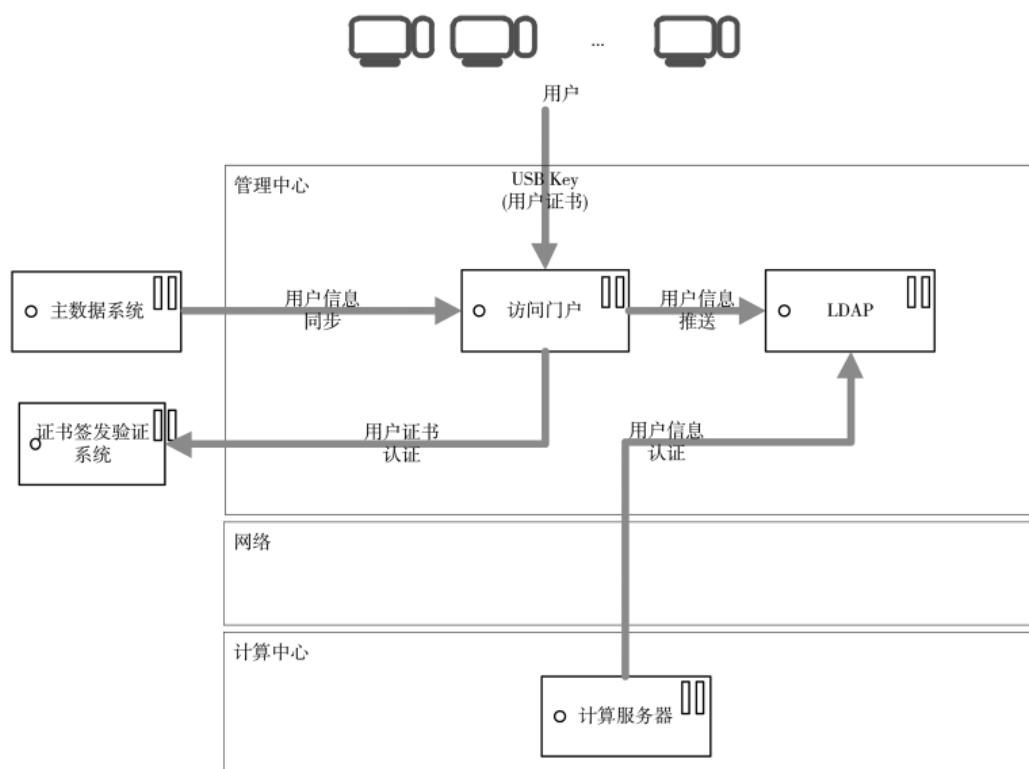 ...
用户
管理中心
USB Key
(用户证书)
主数据系统
用户信息
同步
访问门户
用户信息
推送
LDAP
证书签发验证
系统
用户证书
认证
用户信息
认证
网络
计算中心
计算服务器